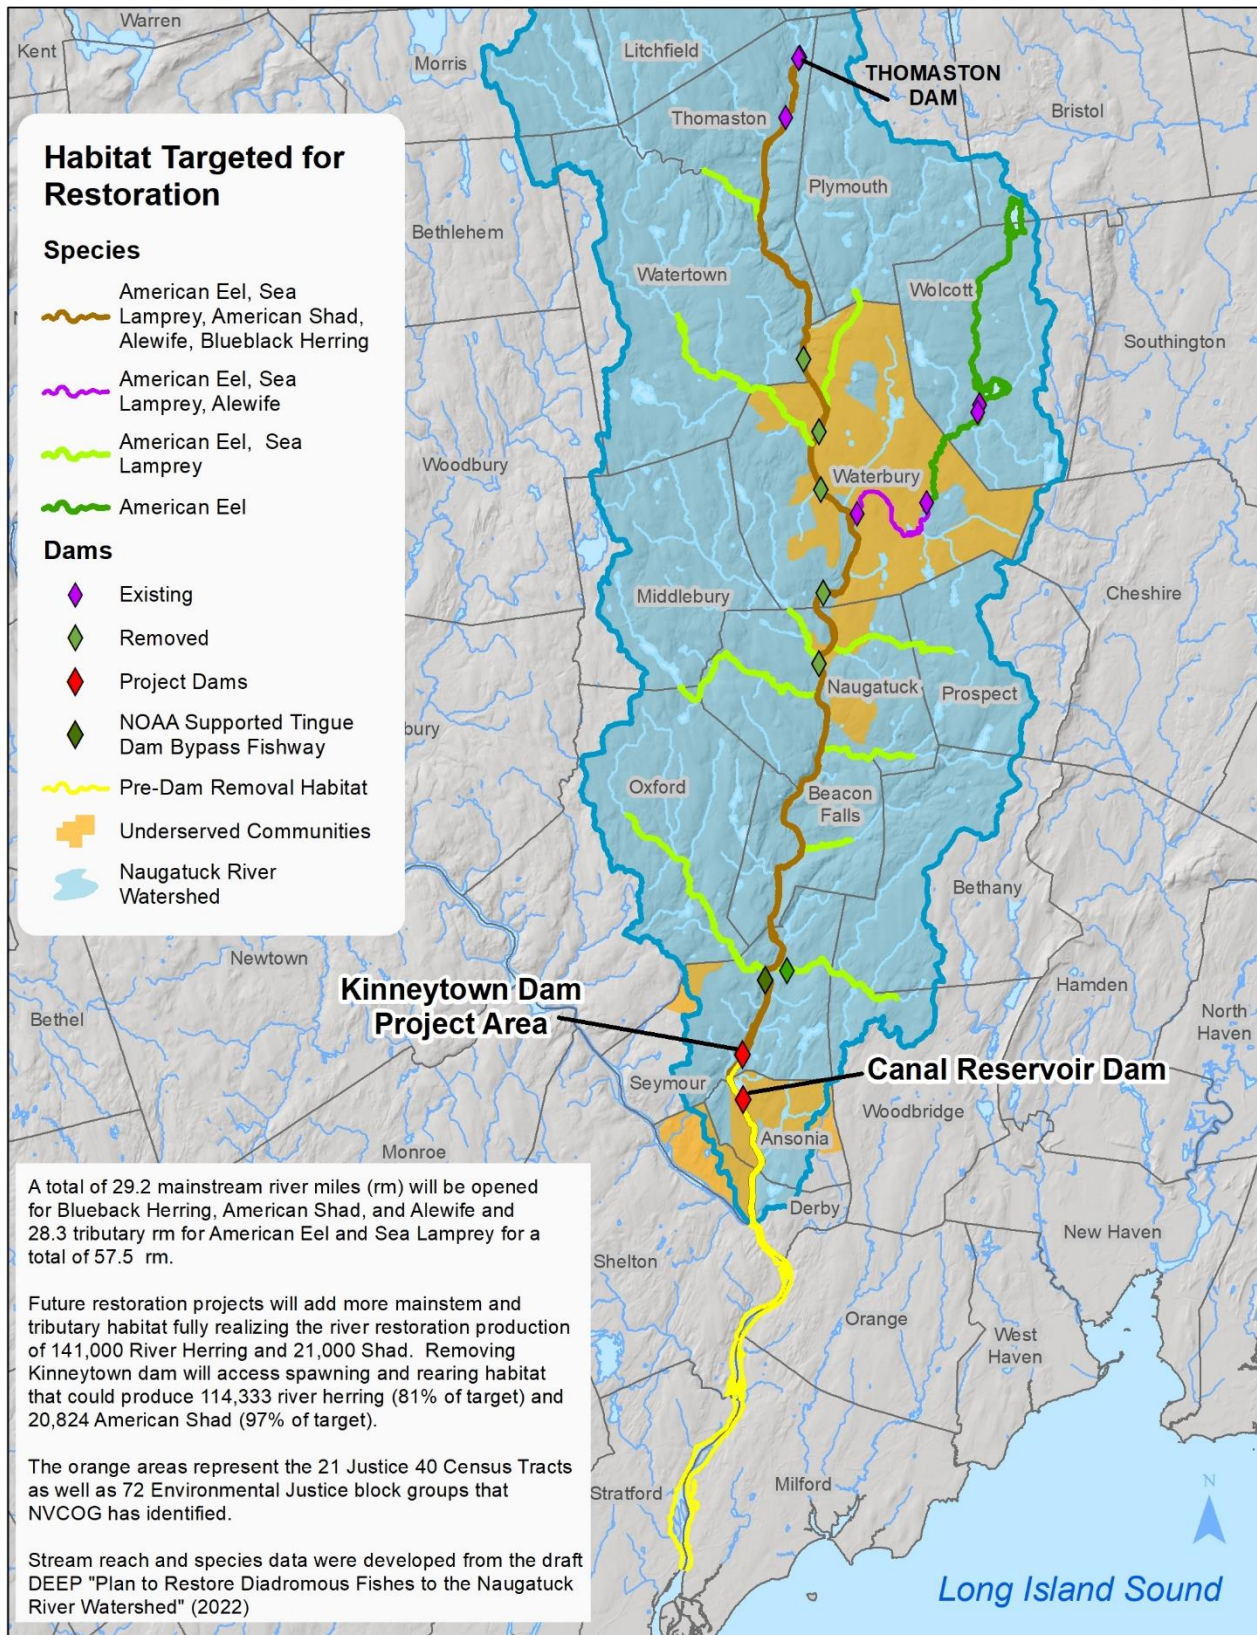 Warren
Kent
Litchfield
Morris
THOMASTON
DAM
Bristol
Thomaston
Plymouth
Habitat Targeted for
Restoration
Species
American Eel, Sea
Lamprey, American Shad,
Alewife, Blueblack Herring
American Eel, Sea
Lamprey, Alewife
American Eel, Sea
Lamprey
American Eel
Dams
Existing
Removed
Project Dams
NOAA Supported Tingue
Dam Bypass Fishway
Pre-Dam Removal Habitat
Underserved Communities
Naugatuck River
Watershed
Bethlehem
Watertown
Wolcott
Southington
Woodbury
Waterbury
Middlebury
Cheshire
Naugatuck
Prospect
bury
Oxford
Beacon
Falls
Bethany
Newtown
Kinneytown Dam
Project Area
Hamden
Bethel
North
Haven
Canal Reservoir Dam
Seymour
Woodbridge
Ansonia
Monroe
Derby
A total of 29.2 mainstream river miles (rm) will be opened
for Blueback Herring, American Shad, and Alewife and
28.3 tributary rm for American Eel and Sea Lamprey for a
total of 57.5 rm.
Future restoration projects will add more mainstem and
tributary habitat fully realizing the river restoration production
of 141,000 River Herring and 21,000 Shad. Removing
Kinneytown dam will access spawning and rearing habitat
that could produce 114,333 river herring (81% of target) and
20,824 American Shad (97% of target).
The orange areas represent the 21 Justice 40 Census Tracts
as well as 72 Environmental Justice block groups that
NVCOG has identified.
Stream reach and species data were developed from the draft
DEEP "Plan to Restore Diadromous Fishes to the Naugatuck
River Watershed" (2022)
Shelton
New Haven
Orange
West
Haven
Stratford
Milford
N
Long Island Sound